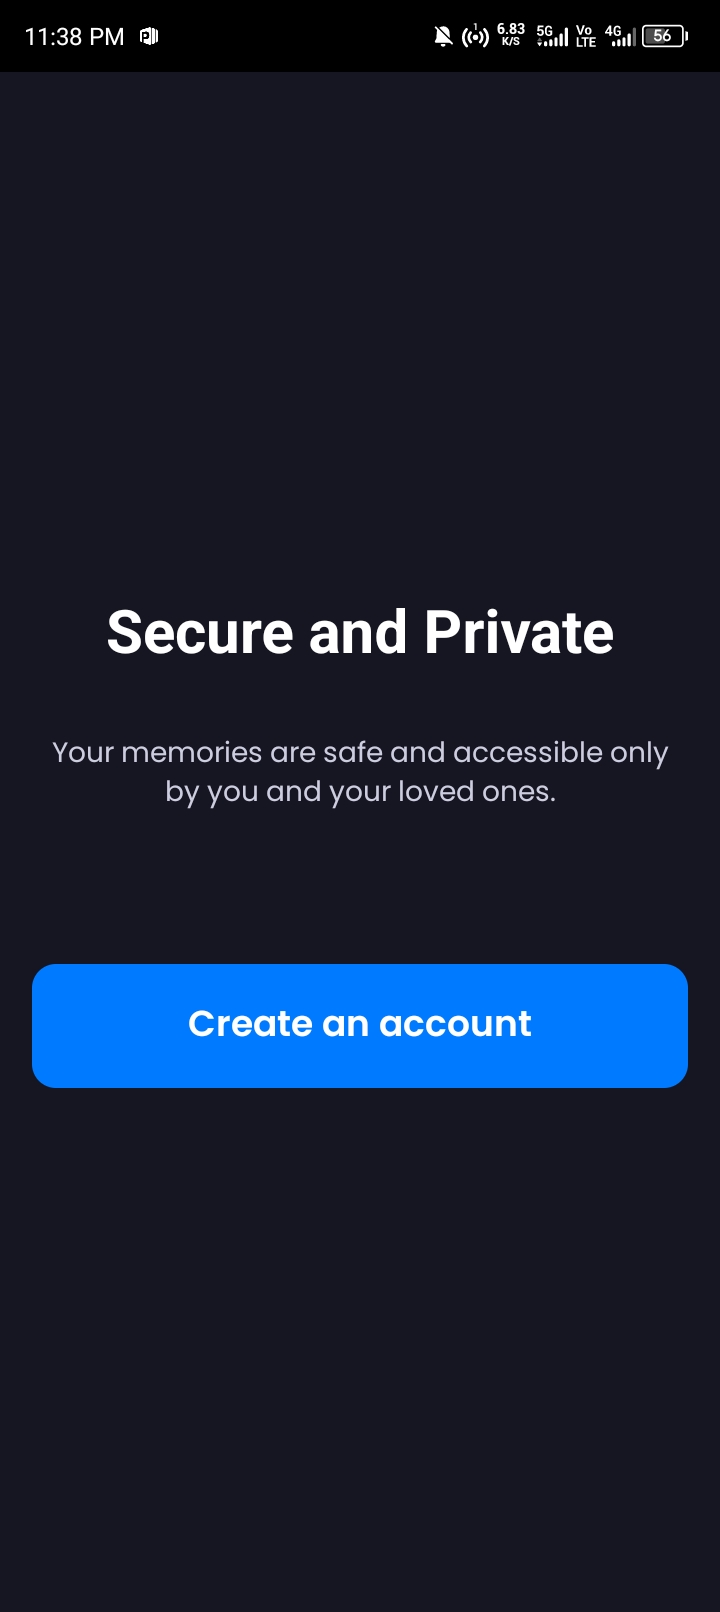 11:38 PM
1
6.83
K/S
5G
Vo
LTE
4G
56
Secure and Private
Your memories are safe and accessible only
by you and your loved ones.
Create an account